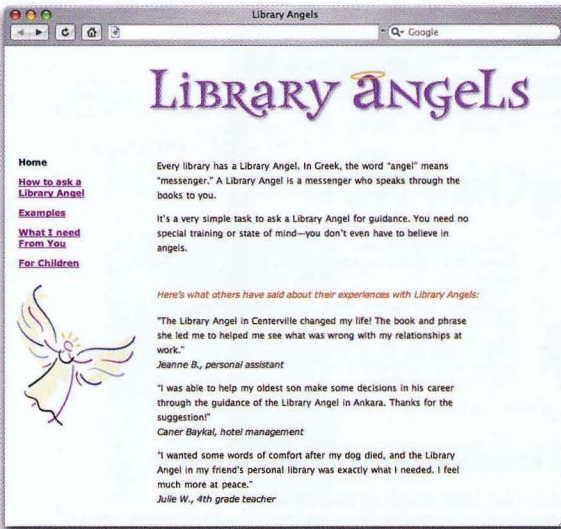 Library Angels
Google
Library Angels
Home
How to ask a
Library Angel
Examples
What I need
From You
For Children
Every library has a Library Angel. In Greek, the word "angel" means
"messenger." A Library Angel is a messenger who speaks through the
books to you.
It's a very simple task to ask a Library Angel for guidance. You need no
special training or state of mind—you don't even have to believe in
angels.
Here's what others have said about their experiences with Library Angels:
"The Library Angel in Centerville changed my life! The book and phrase
she led me to helped me see what was wrong with my relationships at
work."
Jeanne B., personal assistant
"I was able to help my oldest son make some decisions in his career
through the guidance of the Library Angel in Ankara. Thanks for the
suggestion!"
Caner Baykal, hotel management
"I wanted some words of comfort after my dog died, and the Library
Angel in my friend's personal library was exactly what I needed. I feel
much more at peace."
Julie W., 4th grade teacher